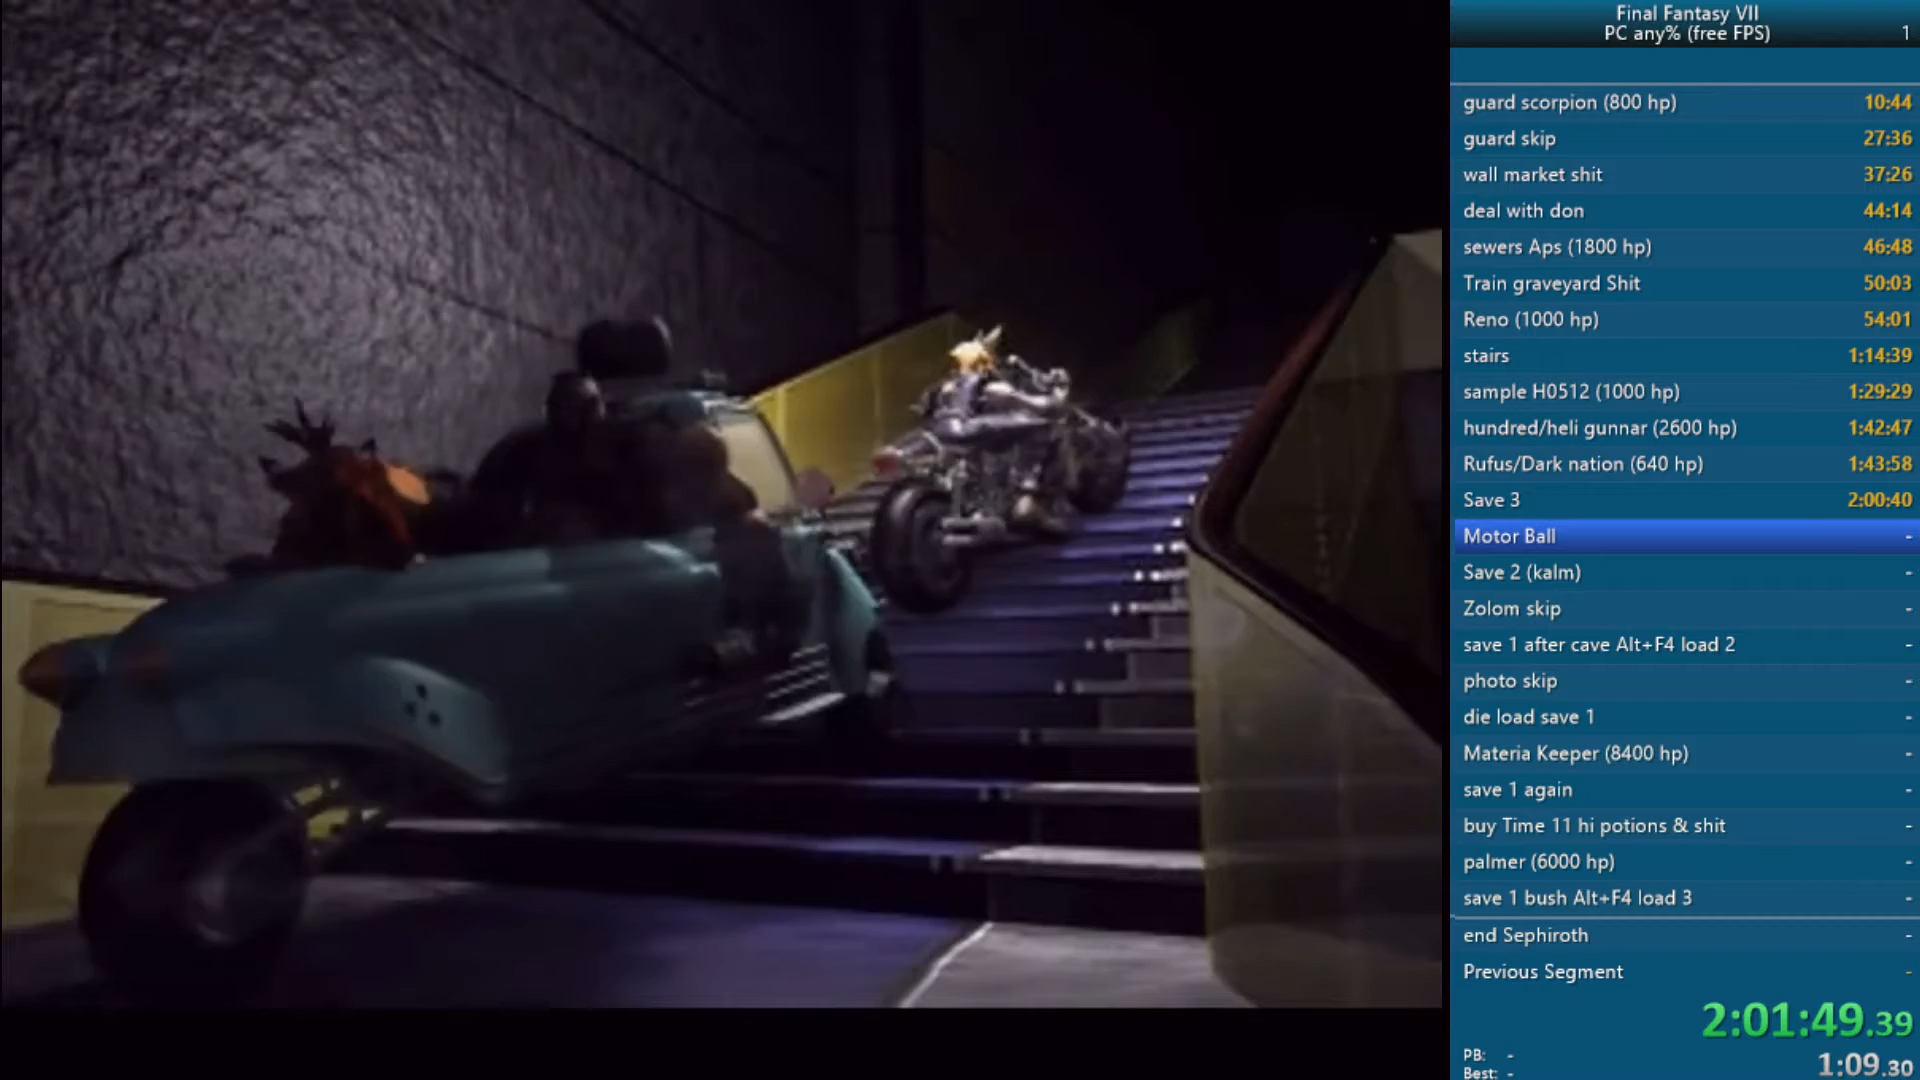 Final Fantasy VII
PC any% (free FPS) 1
guard scorpion (800 hp) 10:44
guard skip 27:36
wall market shit 37:26
deal with don 44:14
sewers Aps (1800 hp) 46:48
Train graveyard Shit 50:03
Reno (1000 hp) 54:01
stairs 1:14:39
sample H0512 (1000 hp) 1:29:29
hundred/heli gunnar (2600 hp) 1:42:47
Rufus/Dark nation (640 hp) 1:43:58
Save 3 2:00:40
Motor Ball -
Save 2 (kalm) -
Zolom skip -
save 1 after cave Alt+F4 load 2 -
photo skip -
die load save 1 -
Materia Keeper (8400 hp) -
save 1 again -
buy Time 11 hi potions & shit -
palmer (6000 hp) -
save 1 bush Alt+F4 load 3 -
end Sephiroth -
Previous Segment -
2:01:49.39
PB: -
Best: - 1:09.30